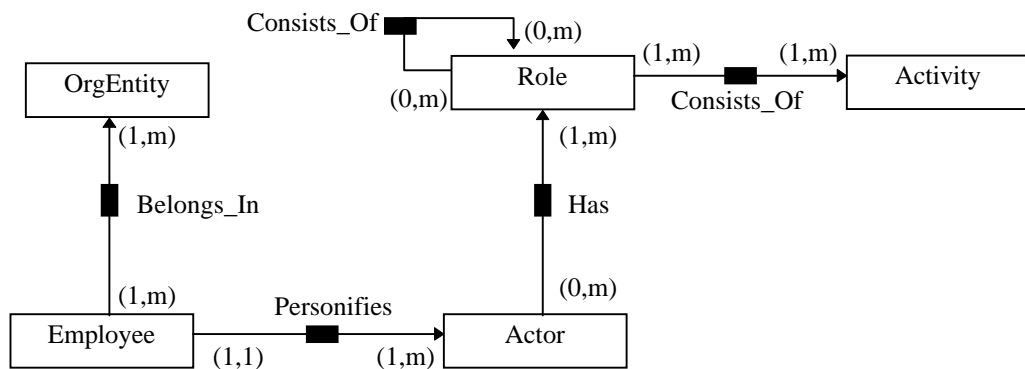 Consists_Of
(0,m)
OrgEntity
Role
(1,m)
(1,m)
Activity
(0,m)
Consists_Of
(1,m)
(1,m)
Belongs_In
Has
(1,m)
Personifies
(0,m)
Employee
Actor
(1,1)
(1,m)